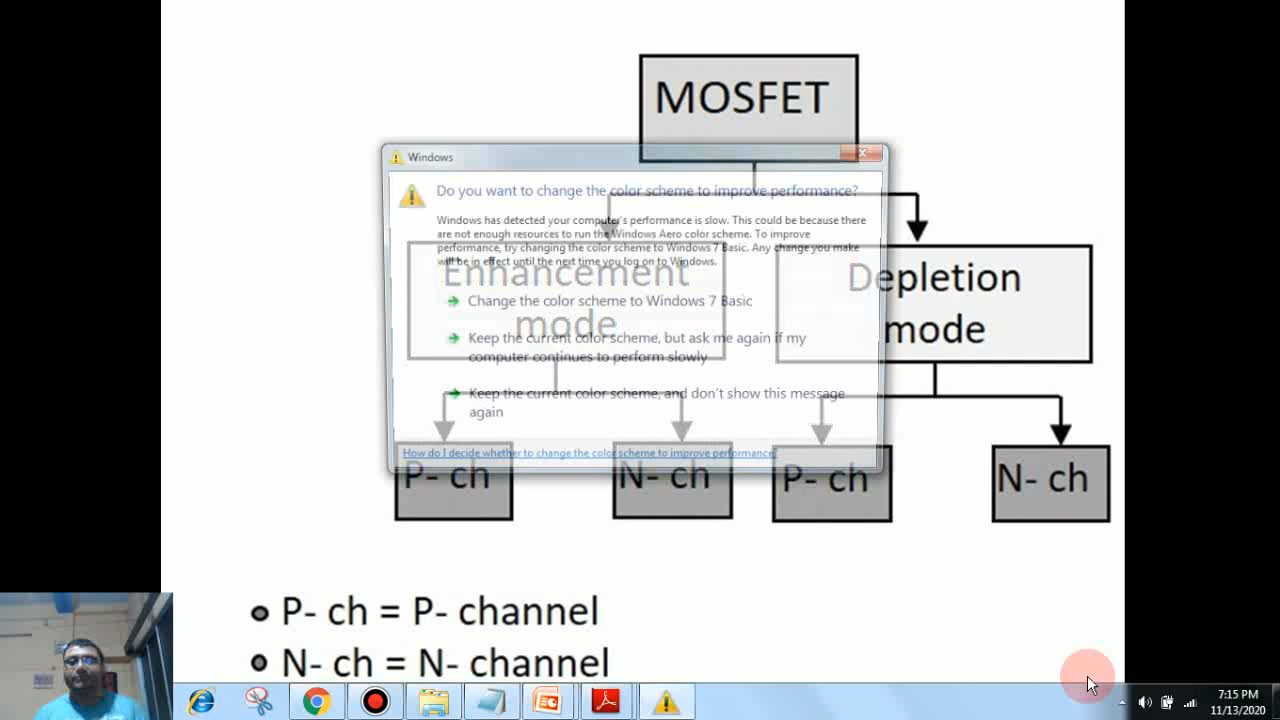 MOSFET
Windows
Do you want to change the color scheme to improve performance?
Windows has detected your computer's performance is slow. This could be because there
are not enough resources to run the Windows Aero color scheme. To improve
performance, try changing the color scheme to Windows 7 Basic. Any change you make
will be in effect until the next time you log on to Windows.
Enhancement
mode
Depletion
mode
Change the color scheme to Windows 7 Basic
Keep the current color scheme, but ask me again if my
computer continues to perform slowly
Keep the current color scheme, and don't show this message
again
How do I decide whether to change the color scheme to improve performance?
P- ch
N- ch
P- ch
N- ch
P- ch = P- channel
N- ch = N- channel
7:15 PM
11/13/2020